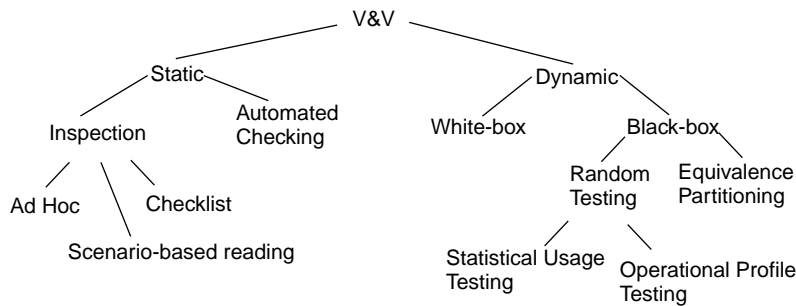 V&V
Static
Dynamic
Automated
Checking
White-box
Black-box
Inspection
Random
Testing
Equivalence
Partitioning
Ad Hoc
Checklist
Scenario-based reading
Statistical Usage
Testing
Operational Profile
Testing